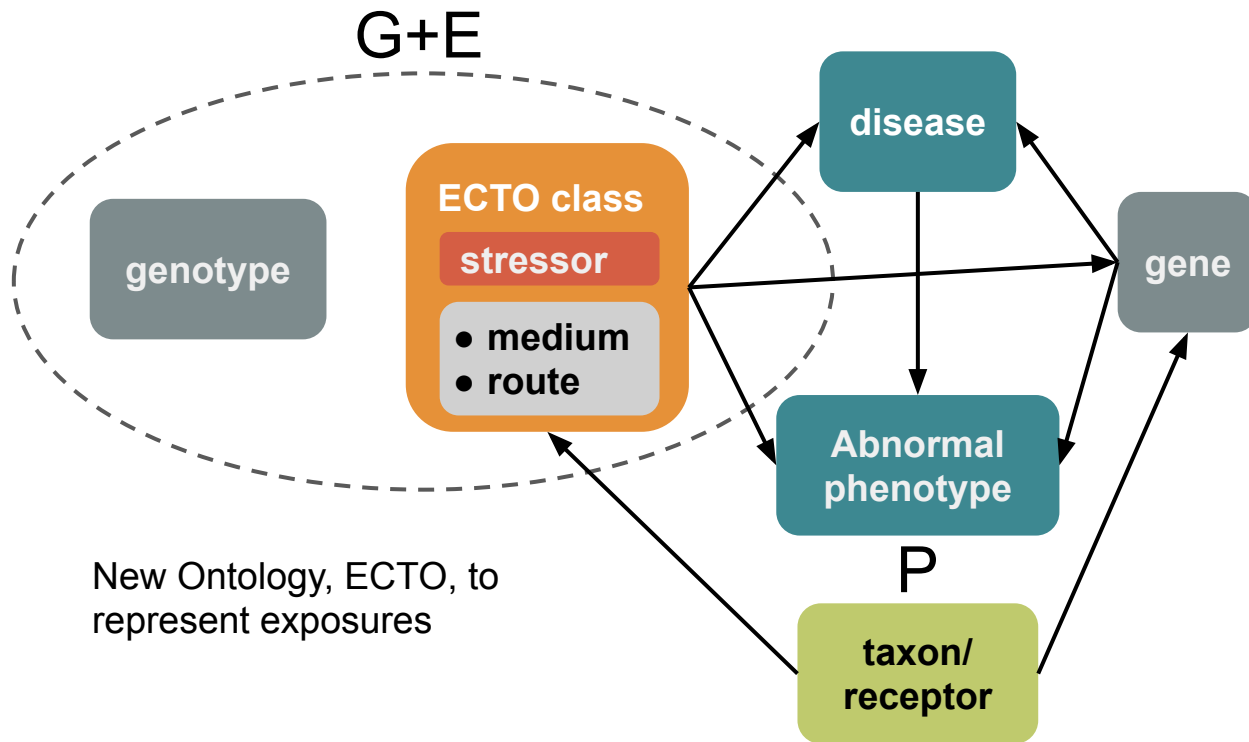 G+E
disease
ECTO class
stressor
genotype
gene
● medium
● route
Abnormal
phenotype
P
New Ontology, ECTO, to
represent exposures
taxon/
receptor